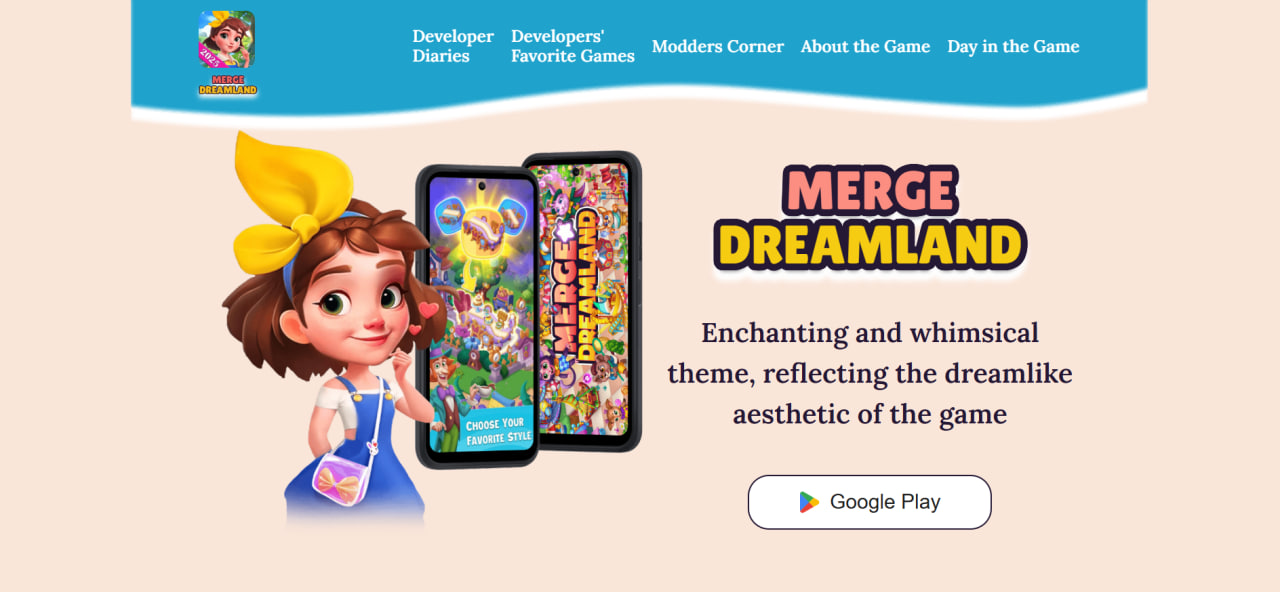 2025
MERGE
DREAMLAND
Developer
Diaries
Developers'
Favorite Games
Modders Corner
About the Game
Day in the Game
CHOOSE YOUR
FAVORITE STYLE
MERGE
DREAMLAND
MERGE
DREAMLAND
Enchanting and whimsical
theme, reflecting the dreamlike
aesthetic of the game
Google Play